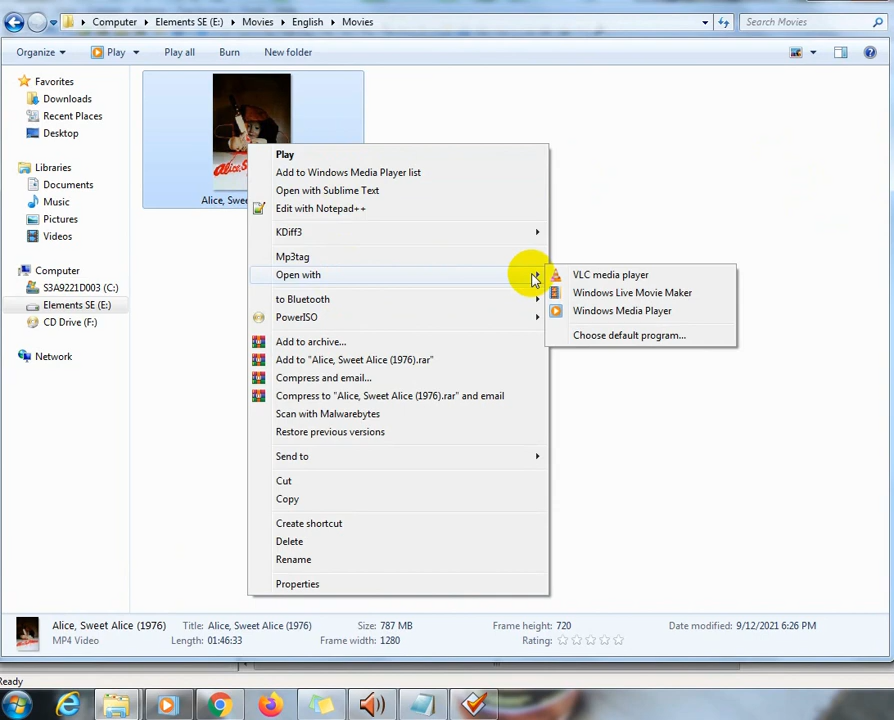 Computer ▸ Elements SE (E:) ▸ Movies ▸ English ▸ Movies
Search Movies
Organize Play Play all Burn New folder
Favorites
Downloads
Recent Places
Desktop
Libraries
Documents
Music
Pictures
Videos
Computer
S3A9221D003 (C:)
Elements SE (E:)
CD Drive (F:)
Network
Alice, Swe
Play
Add to Windows Media Player list
Open with Sublime Text
Edit with Notepad++
KDiff3
Mp3tag
Open with
to Bluetooth
PowerISO
Add to archive...
Add to "Alice, Sweet Alice (1976).rar"
Compress and email...
Compress to "Alice, Sweet Alice (1976).rar" and email
Scan with Malwarebytes
Restore previous versions
Send to
Cut
Copy
Create shortcut
Delete
Rename
Properties
VLC media player
Windows Live Movie Maker
Windows Media Player
Choose default program...
Alice, Sweet Alice (1976) Title: Alice, Sweet Alice (1976) Size: 787 MB Frame height: 720 Date modified: 9/12/2021 6:26 PM
MP4 Video Length: 01:46:33 Frame width: 1280 Rating:
Ready